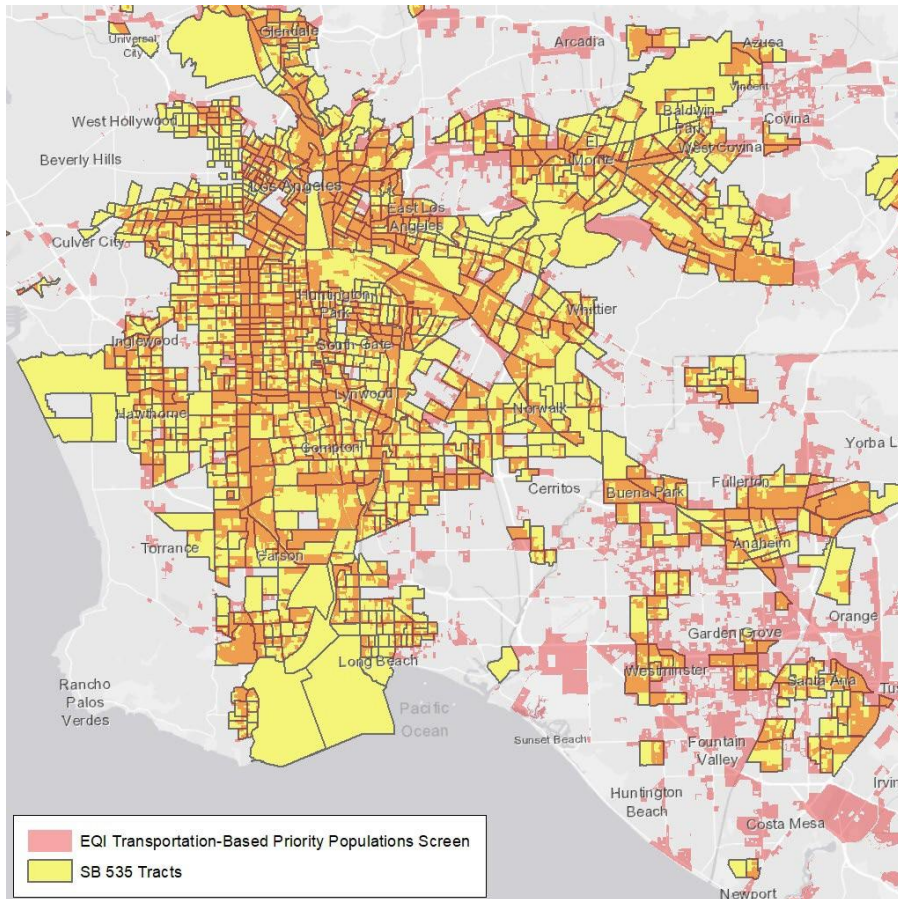 Glendale
Universal
City
Arcadia
Azusa
Vincent
West Hollywood
Baldwin
Park
Covina
Beverly Hills
El
Monte
West Covina
Los Angeles
East Los
Angeles
Culver City
Huntington
Park
Whittier
Inglewood
South Gate
Lynwood
Hawthorne
Norwalk
Compton
Yorba L
Cerritos
Buena Park
Fullerton
Torrance
Carson
Anaheim
Orange
Garden Grove
Long Beach
Westminster
Santa Ana
Tu
Rancho
Palos
Verdes
Pacific
Ocean
Sunset Beach
Fountain
Valley
Irvin
Huntington
Beach
Costa Mesa
Newport
EQI Transportation-Based Priority Populations Screen
SB 535 Tracts